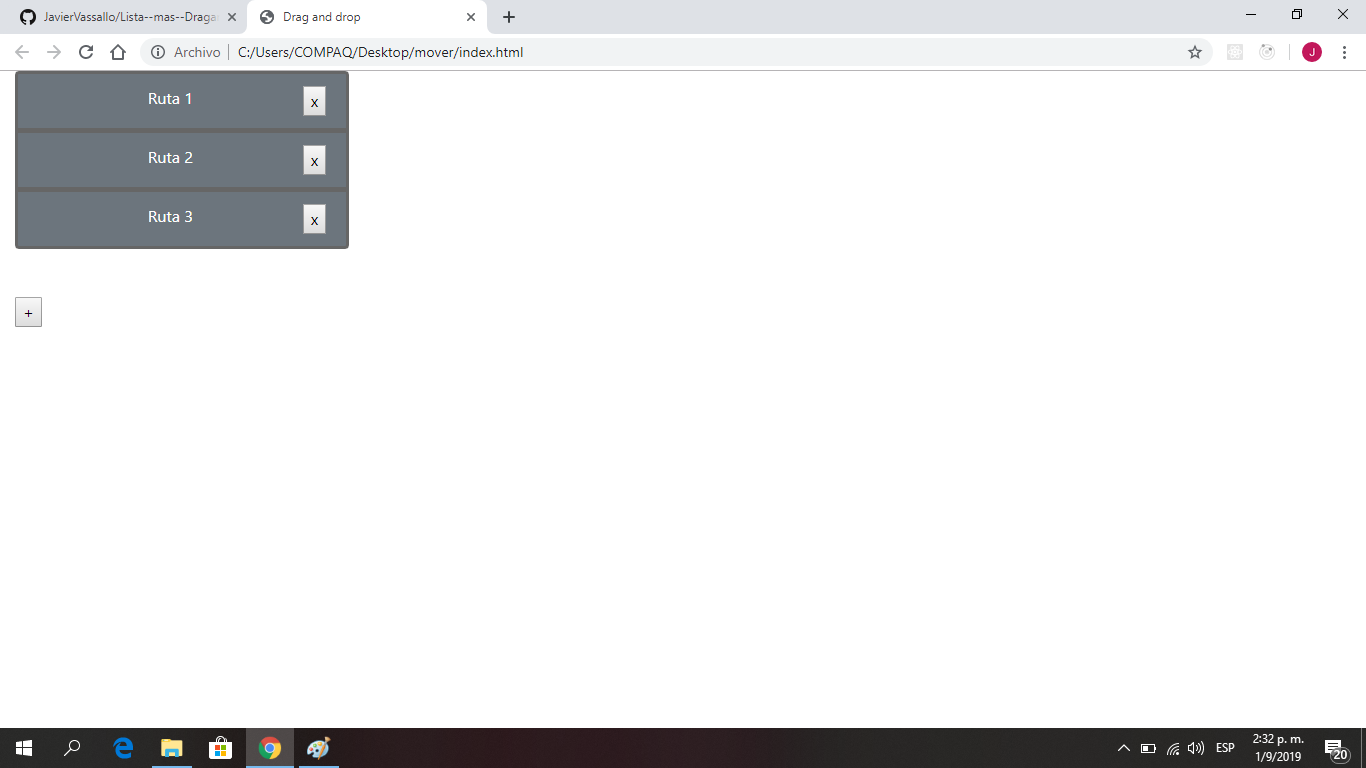 JavierVassallo/Lista--mas--Draga
Drag and drop
Archivo
C:/Users/COMPAQ/Desktop/mover/index.html
J
Ruta 1
x
Ruta 2
x
Ruta 3
x
+
ESP
2:32 p. m.
1/9/2019
20